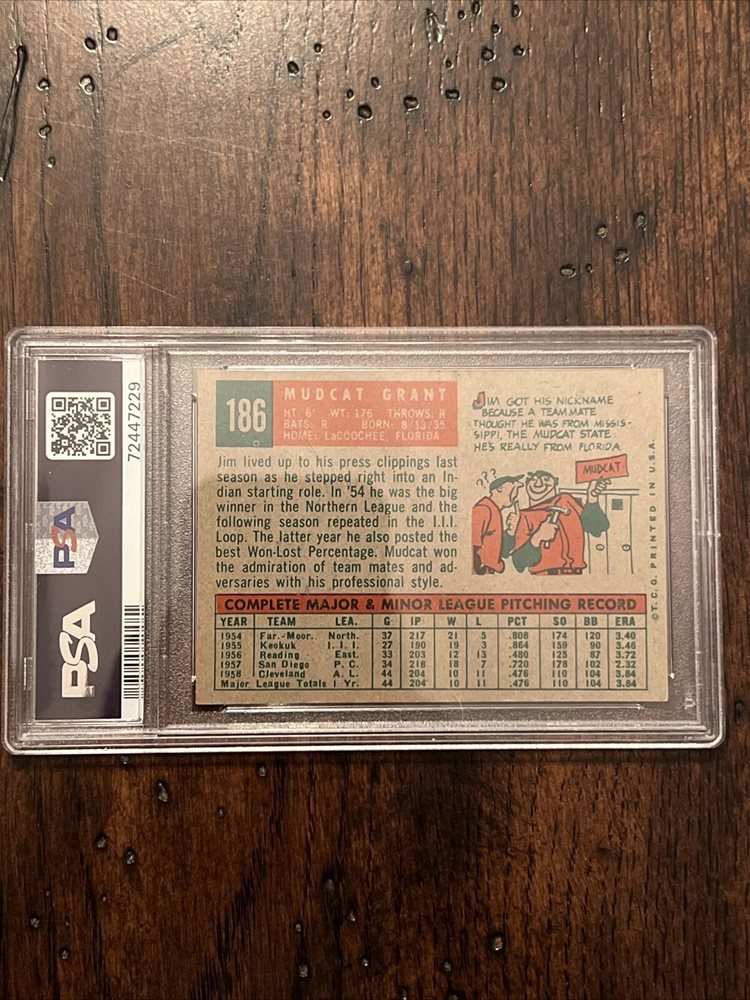 186
MUDCAT GRANT
HT: 6' WT: 176 THROWS: R
BATS: R BORN: 8/13/35
HOME: LaCOOCHEE, FLORIDA
Jim lived up to his press clippings last
season as he stepped right into an In-
dian starting role. In '54 he was the big
winner in the Northern League and the
following season repeated in the I.I.I.
Loop. The latter year he also posted the
best Won-Lost Percentage. Mudcat won
the admiration of team mates and ad-
versaries with his professional style.
JIM GOT HIS NICKNAME
BECAUSE A TEAMMATE
THOUGHT HE WAS FROM MISSIS-
SIPPI, THE MUDCAT STATE.
HE'S REALLY FROM FLORIDA
???
MUDCAT
COMPLETE MAJOR & MINOR LEAGUE PITCHING RECORD
YEAR TEAM LEA. G IP W L PCT SO BB ERA
1954 Far.-Moor. North. 37 217 21 5 .808 174 120 3.40
1955 Keokuk I. I. I. 27 190 19 3 .864 159 90 3.46
1956 Reading East. 33 203 12 13 .480 125 87 3.72
1957 San Diego P. C. 34 218 18 7 .720 178 102 2.32
1958 Cleveland A. L. 44 204 10 11 .476 110 104 3.84
Major League Totals 1 Yr. 44 204 10 11 .476 110 104 3.84
© T.C.G. PRINTED IN U.S.A.
72447229
PSA
PSA